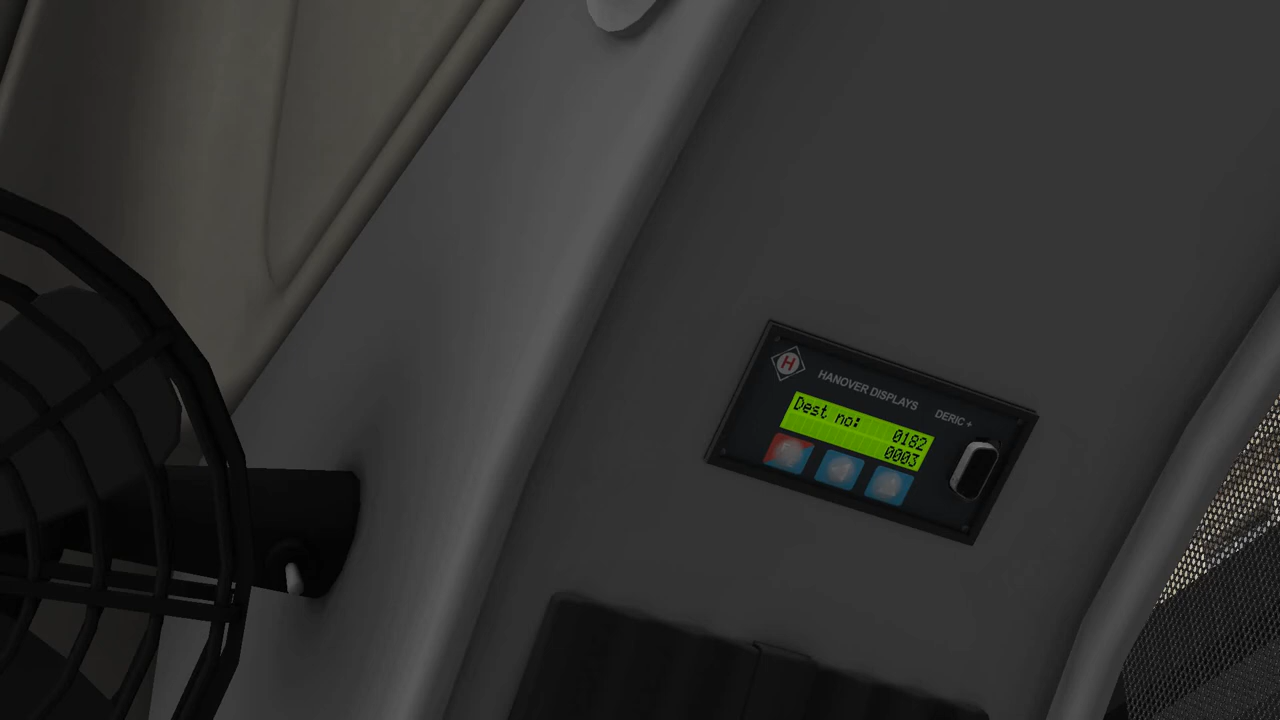 H
HANOVER DISPLAYS
DERIC +
Dest no: 0182
0003